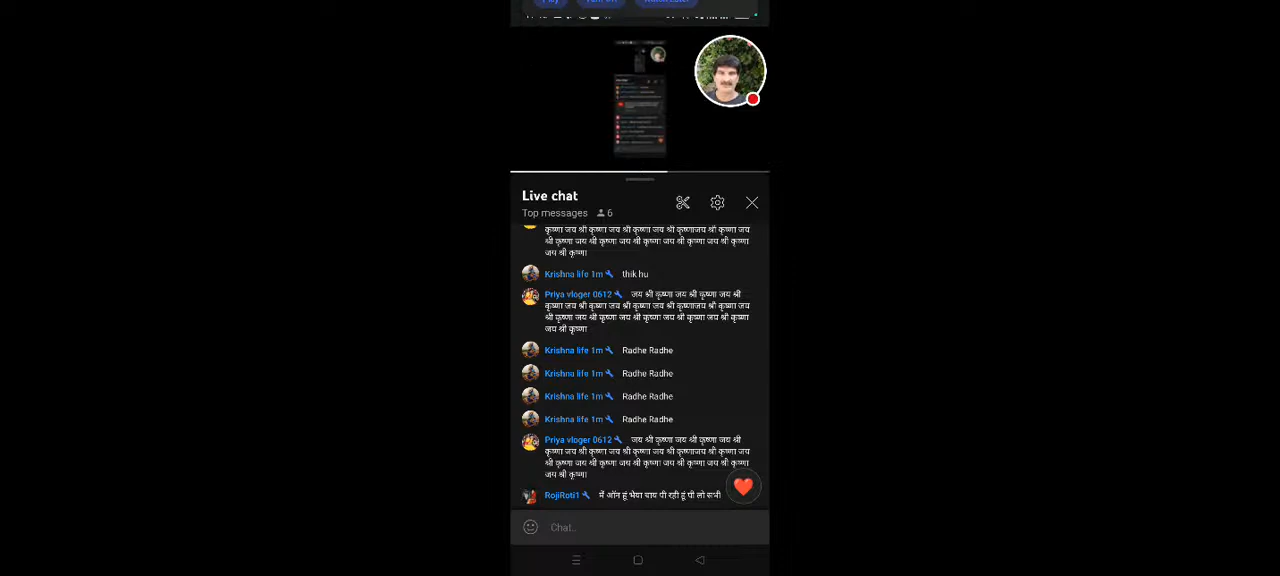 Live chat
Top messages 6
कृष्णा जय श्री कृष्णा जय श्री कृष्णा जय श्री कृष्णाजय श्री कृष्णा जय
श्री कृष्णा जय श्री कृष्णा जय श्री कृष्णा जय श्री कृष्णा जय श्री कृष्णा
जय श्री कृष्णा
Krishna life 1m thik hu
Priya vloger 0612 जय श्री कृष्णा जय श्री कृष्णा जय श्री
कृष्णा जय श्री कृष्णा जय श्री कृष्णा जय श्री कृष्णाजय श्री कृष्णा जय
श्री कृष्णा जय श्री कृष्णा जय श्री कृष्णा जय श्री कृष्णा जय श्री कृष्णा
जय श्री कृष्णा
Krishna life 1m Radhe Radhe
Krishna life 1m Radhe Radhe
Krishna life 1m Radhe Radhe
Krishna life 1m Radhe Radhe
Priya vloger 0612 जय श्री कृष्णा जय श्री कृष्णा जय श्री
कृष्णा जय श्री कृष्णा जय श्री कृष्णा जय श्री कृष्णाजय श्री कृष्णा जय
श्री कृष्णा जय श्री कृष्णा जय श्री कृष्णा जय श्री कृष्णा जय श्री कृष्णा
जय श्री कृष्णा
RojiRoti1 में ऑन हूं भैया चाय पी रही हूं पी लो सभी
Chat..